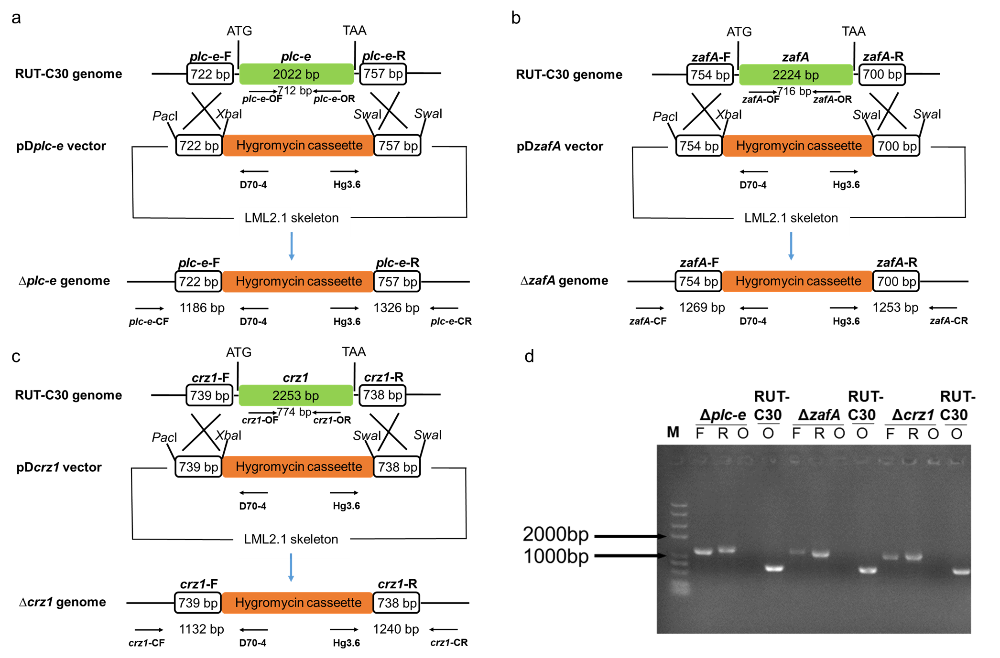 a
ATG TAA
plc-e-F plc-e plc-e-R
RUT-C30 genome 722 bp 2022 bp 757 bp
712 bp
plc-e-OF plc-e-OR
PacI XbaI SwaI SwaI
pDplc-e vector 722 bp Hygromycin casseette 757 bp
D70-4 Hg3.6
LML2.1 skeleton
plc-e-F plc-e-R
Δplc-e genome 722 bp Hygromycin casseette 757 bp
1186 bp 1326 bp
plc-e-CF D70-4 Hg3.6 plc-e-CR
b
ATG TAA
zafA-F zafA zafA-R
RUT-C30 genome 754 bp 2224 bp 700 bp
716 bp
zafA-OF zafA-OR
PacI XbaI SwaI SwaI
pDzafA vector 754 bp Hygromycin casseette 700 bp
D70-4 Hg3.6
LML2.1 skeleton
zafA-F zafA-R
ΔzafA genome 754 bp Hygromycin casseette 700 bp
1269 bp 1253 bp
zafA-CF D70-4 Hg3.6 zafA-CR
c
ATG TAA
crz1-F crz1 crz1-R
RUT-C30 genome 739 bp 2253 bp 738 bp
774 bp
crz1-OF crz1-OR
PacI XbaI SwaI SwaI
pDcrz1 vector 739 bp Hygromycin casseette 738 bp
D70-4 Hg3.6
LML2.1 skeleton
crz1-F crz1-R
Δcrz1 genome 739 bp Hygromycin casseette 738 bp
1132 bp 1240 bp
crz1-CF D70-4 Hg3.6 crz1-CR
d
RUT- RUT- RUT-
Δplc-e C30 ΔzafA C30 Δcrz1 C30
M F R O O F R O O F R O O
2000bp
1000bp